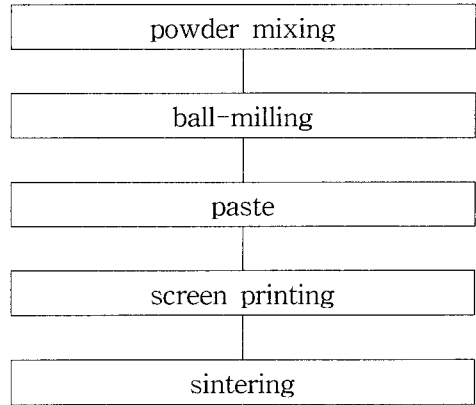 powder mixing
ball-milling
paste
screen printing
sintering